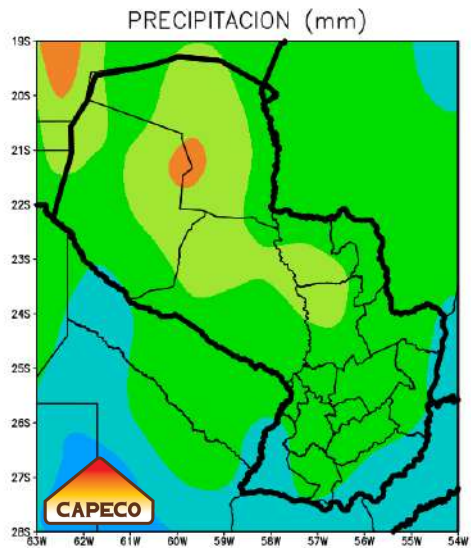 PRECIPITACION (mm)
19S
20S
21S
22S
23S
24S
25S
26S
27S
28S
CAPECO
63W 62W 61W 60W 59W 58W 57W 56W 55W 54W